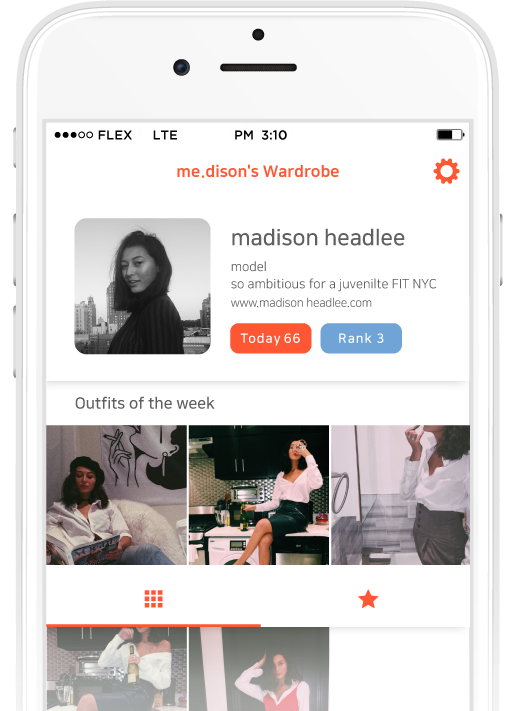 FLEX LTE PM 3:10
me.dison's Wardrobe
madison headlee
model
so ambitious for a juvenilte FIT NYC
www.madison headlee.com
Today 66
Rank 3
Outfits of the week